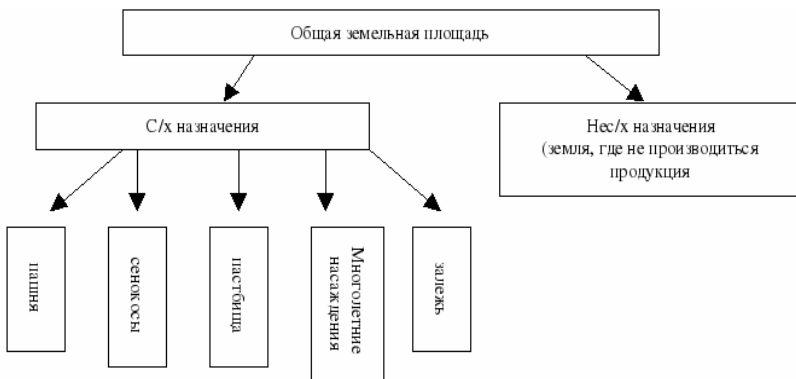 Общая земельная площадь
С/х назначения
Нес/х назначения
(земля, где не производиться
продукция
пашня
сенокосы
пастбища
Многолетние
насаждения
залежь